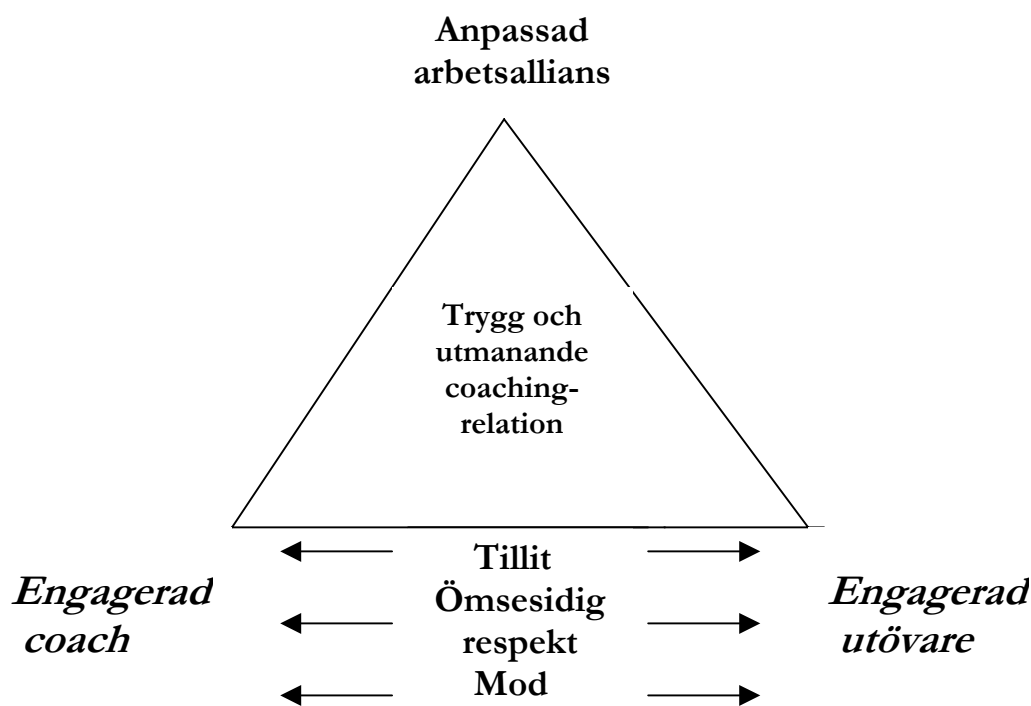 Anpassad
arbetsallians
Trygg och
utmanande
coaching-
relation
Tillit
Ömsesidig
respekt
Mod
Engagerad
coach
Engagerad
utövare